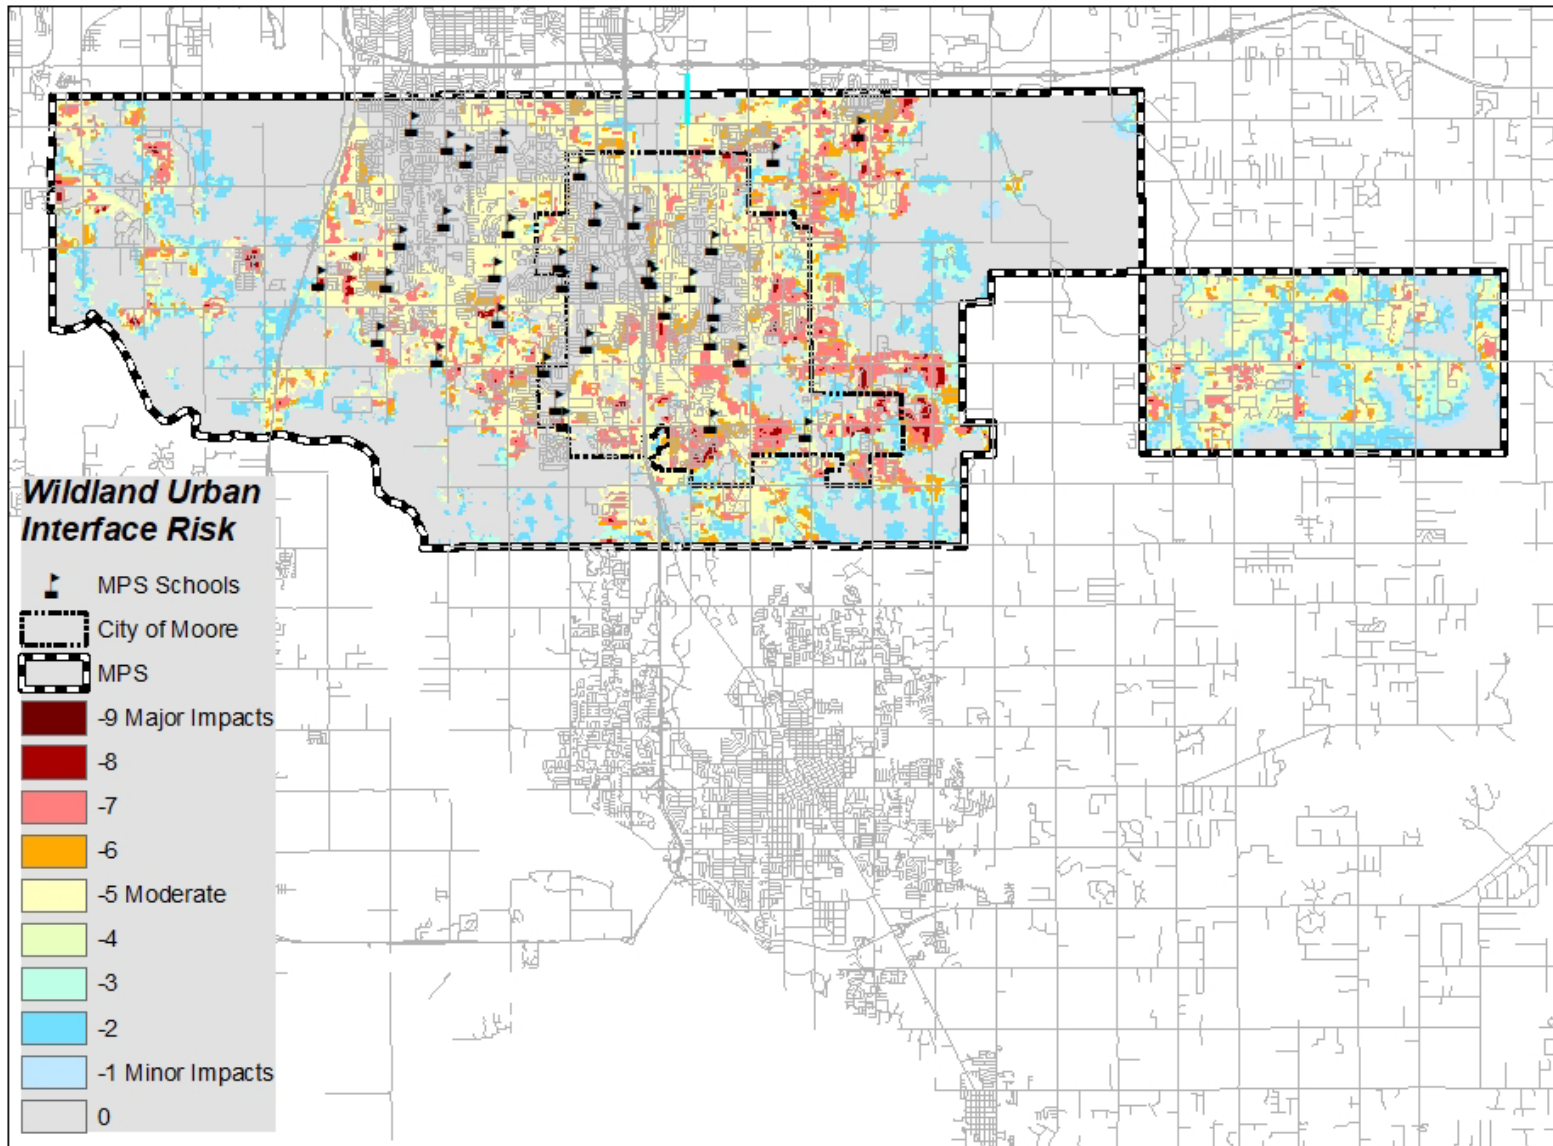 Wildland Urban
Interface Risk
MPS Schools
City of Moore
MPS
-9 Major Impacts
-8
-7
-6
-5 Moderate
-4
-3
-2
-1 Minor Impacts
0